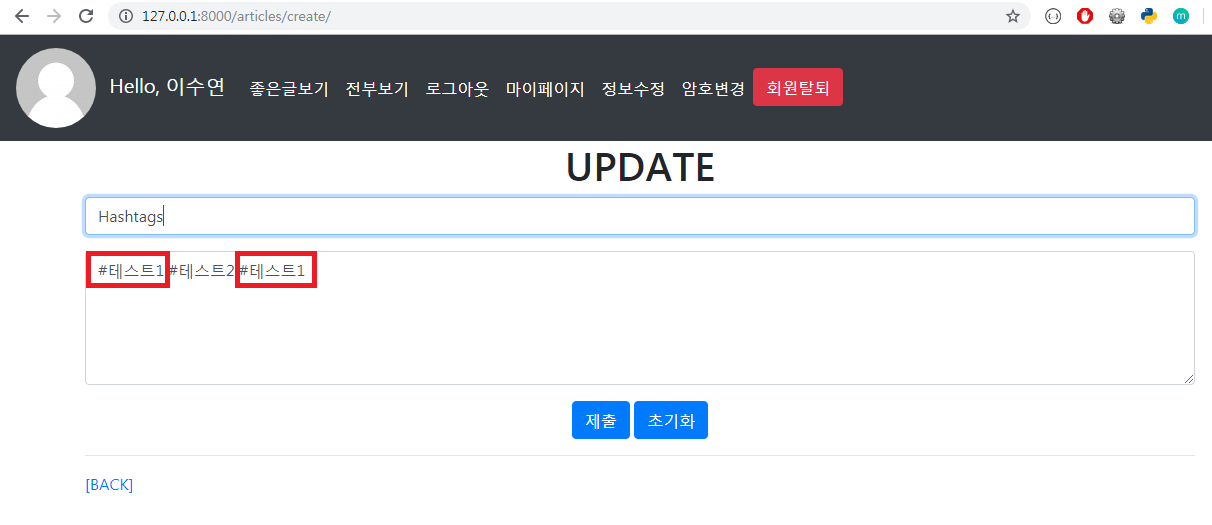 127.0.0.1:8000/articles/create/
m
Hello, 이수연 좋은글보기 전부보기 로그아웃 마이페이지 정보수정 암호변경 회원탈퇴
UPDATE
Hashtags
#테스트1 #테스트2 #테스트1
제출 초기화
[BACK]